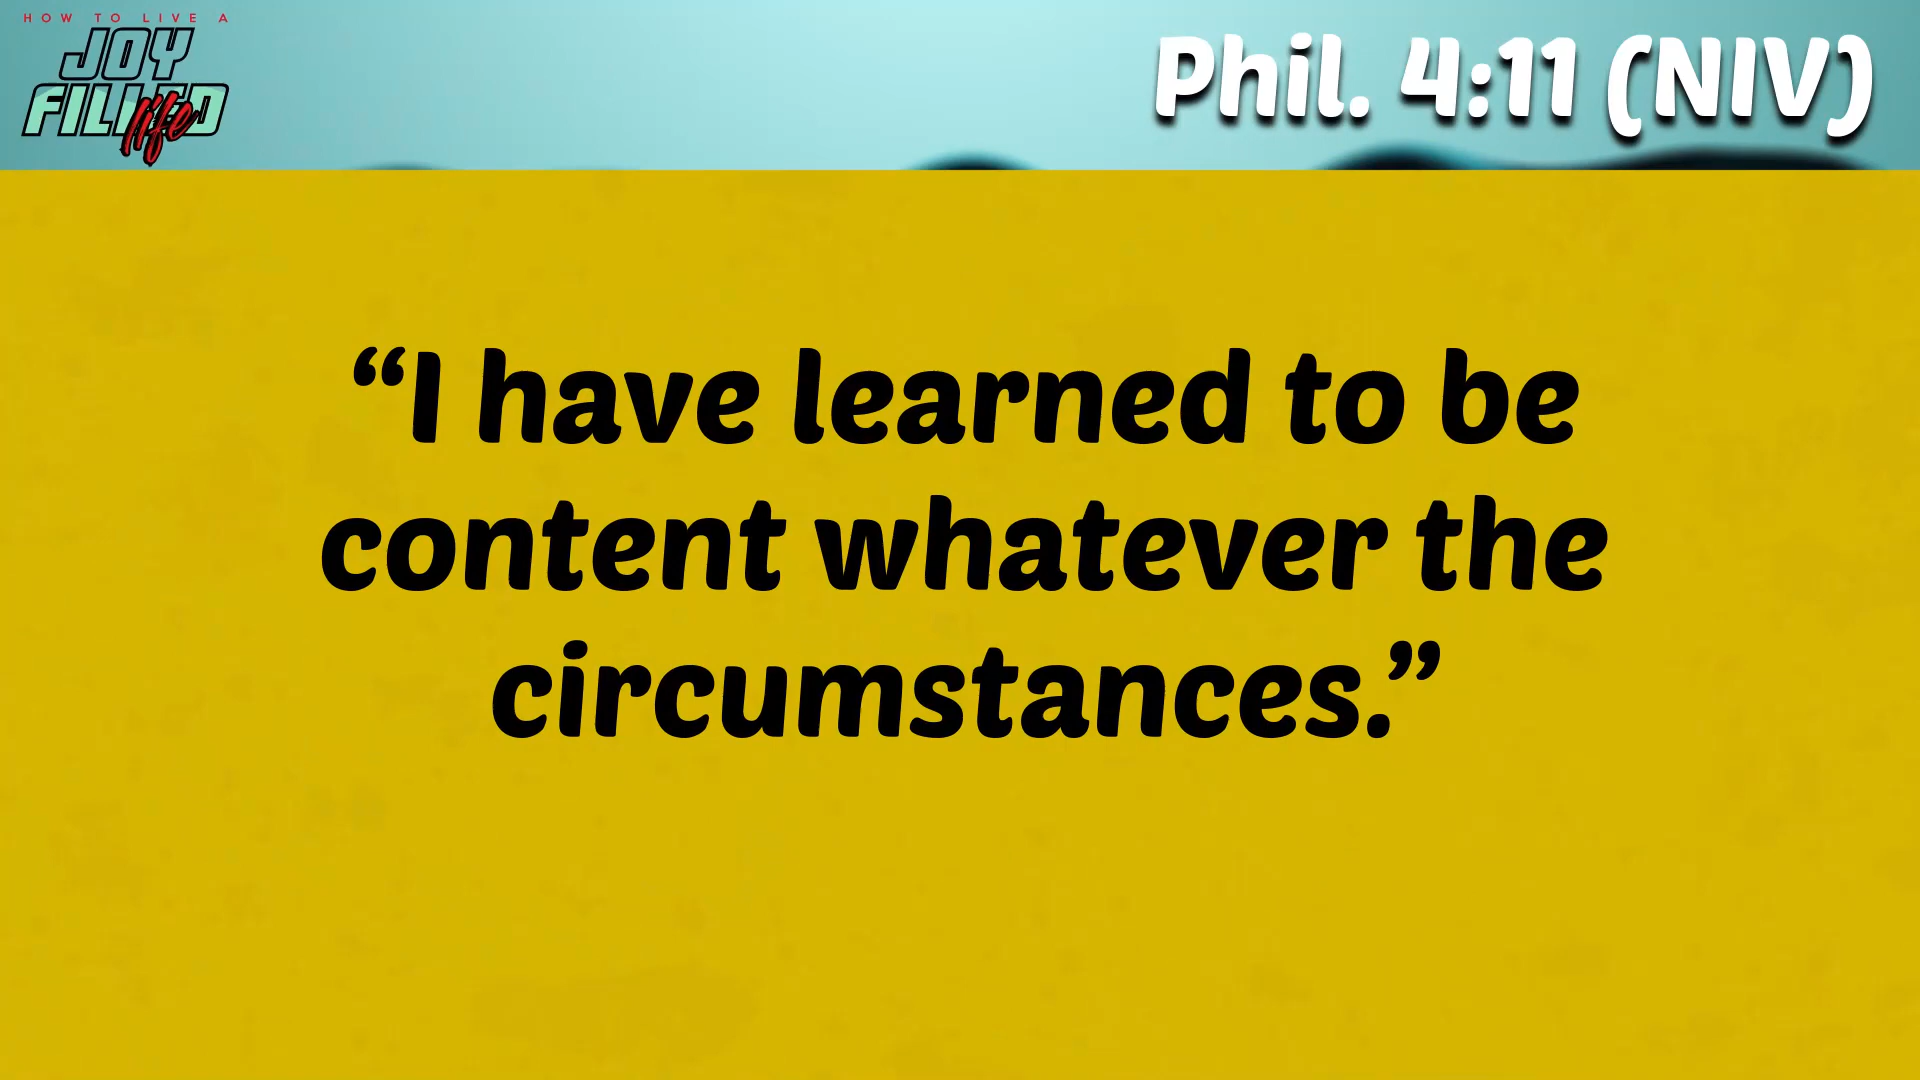 HOW TO LIVE A
JOY
FILLED
life
Phil. 4:11 (NIV)
“I have learned to be
content whatever the
circumstances.”